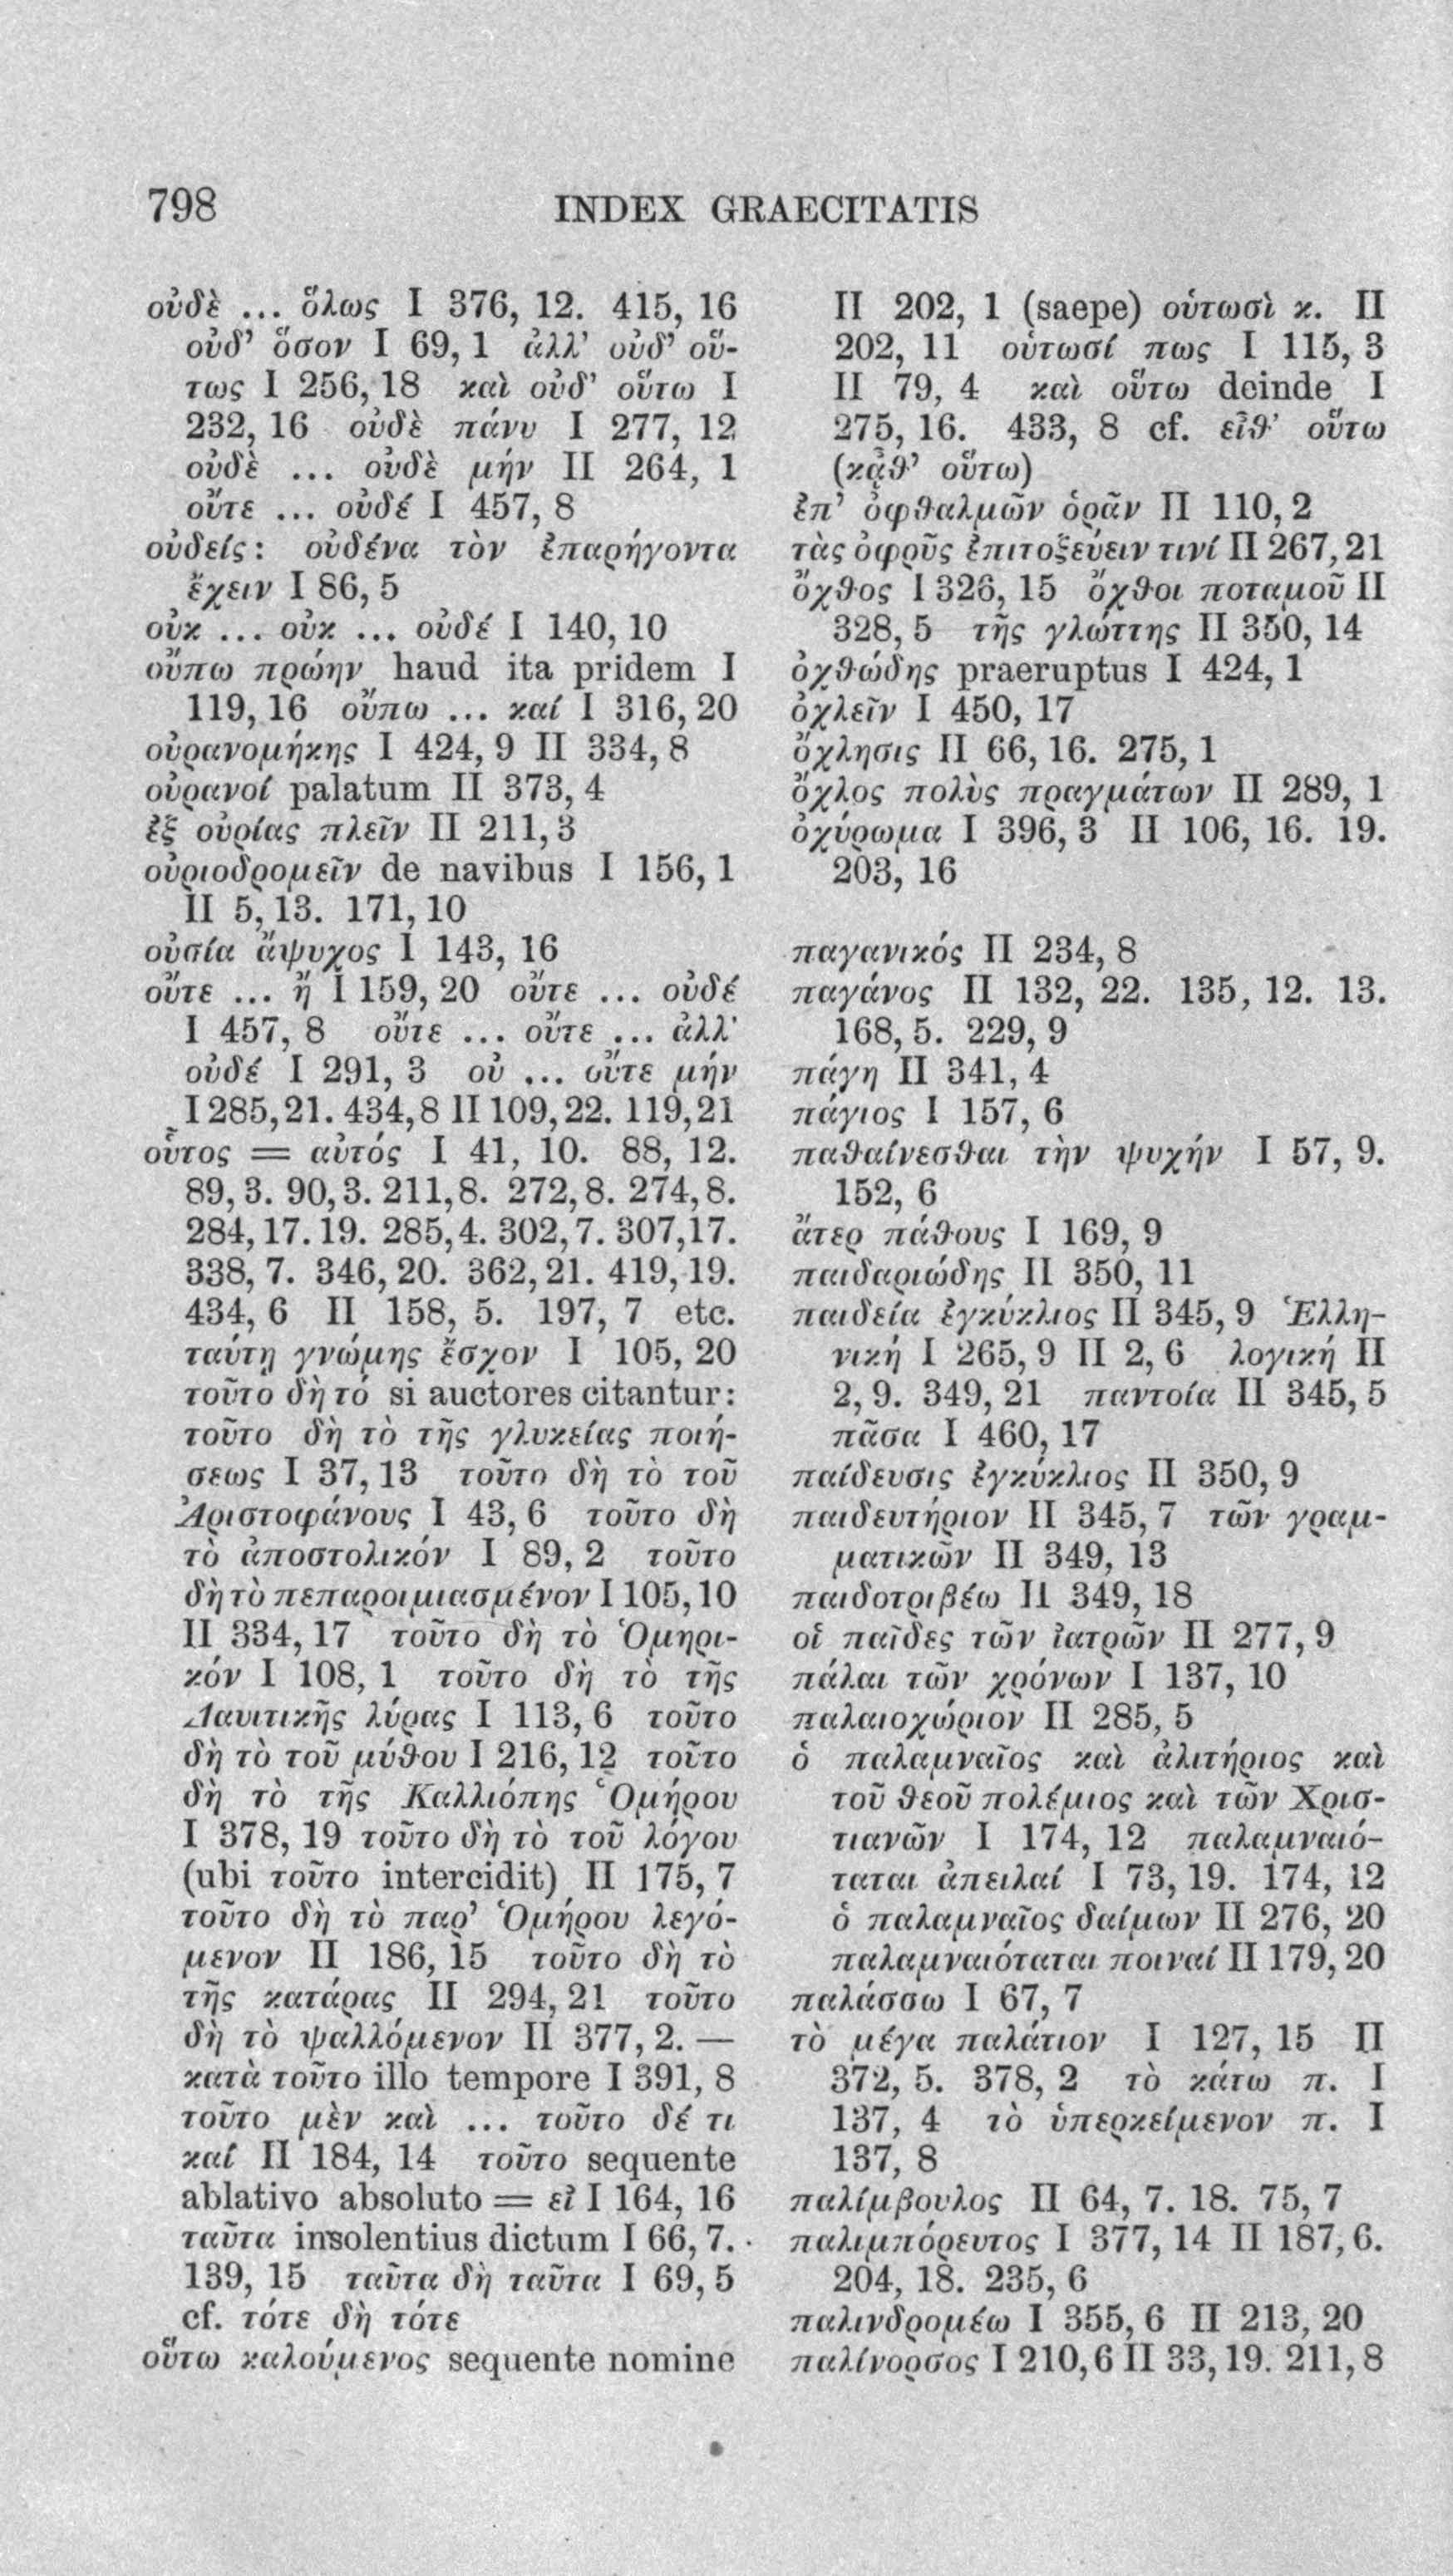 798
INDEX GRAECITATIS
οὐδὲ ... ὅλως I 376, 12. 415, 16
οὐδ’ ὅσον I 69, 1 ἀλλ’ οὐδ’ οὕ-
τως I 256, 18 καὶ οὐδ’ οὕτω I
232, 16 οὐδὲ πάνυ I 277, 12
οὐδὲ ... οὐδὲ μήν II 264, 1
οὔτε ... οὐδέ I 457, 8
οὐδείς: οὐδένα τὸν ἐπαρήγοντα
ἔχειν I 86, 5
οὐκ ... οὐκ ... οὐδέ I 140, 10
οὔπω πρώην haud ita pridem I
119, 16 οὔπω ... καί I 316, 20
οὐρανομήκης I 424, 9 II 334, 8
οὐρανοί palatum II 373, 4
ἐξ οὐρίας πλεῖν II 211, 3
οὐριοδρομεῖν de navibus I 156, 1
II 5, 13. 171, 10
οὐσία ἄψυχος I 143, 16
οὔτε ... ἢ I 159, 20 οὔτε ... οὐδέ
I 457, 8 οὔτε ... οὔτε ... ἀλλ’
οὐδέ I 291, 3 οὐ ... οὔτε μήν
I 285, 21. 434, 8 II 109, 22. 119, 21
οὗτος = αὐτός I 41, 10. 88, 12.
89, 3. 90, 3. 211, 8. 272, 8. 274, 8.
284, 17. 19. 285, 4. 302, 7. 307, 17.
338, 7. 346, 20. 362, 21. 419, 19.
434, 6 II 158, 5. 197, 7 etc.
ταύτῃ γνώμης ἔσχον I 105, 20
τοῦτο δὴ τό si auctores citantur:
τοῦτο δὴ τὸ τῆς γλυκείας ποιή-
σεως I 37, 13 τοῦτο δὴ τὸ τοῦ
Ἀριστοφάνους I 43, 6 τοῦτο δὴ
τὸ ἀποστολικόν I 89, 2 τοῦτο
δὴ τὸ πεπαροιμιασμένον I 105, 10
II 334, 17 τοῦτο δὴ τὸ Ὁμηρι-
κόν I 108, 1 τοῦτο δὴ τὸ τῆς
Δαυιτικῆς λύρας I 113, 6 τοῦτο
δὴ τὸ τοῦ μύθου I 216, 12 τοῦτο
δὴ τὸ τῆς Καλλιόπης Ὁμήρου
I 378, 19 τοῦτο δὴ τὸ τοῦ λόγου
(ubi τοῦτο intercidit) II 175, 7
τοῦτο δὴ τὸ παρ’ Ὁμήρου λεγό-
μενον II 186, 15 τοῦτο δὴ τὸ
τῆς κατάρας II 294, 21 τοῦτο
δὴ τὸ ψαλλόμενον II 377, 2. —
κατὰ τοῦτο illo tempore I 391, 8
τοῦτο μὲν καὶ ... τοῦτο δέ τι
καί II 184, 14 τοῦτο sequente
ablativo absoluto = εἰ I 164, 16
ταῦτα insolentius dictum I 66, 7.
139, 15 ταῦτα δὴ ταῦτα I 69, 5
cf. τότε δὴ τότε
οὕτω καλούμενος sequente nomine
II 202, 1 (saepe) οὑτωσὶ κ. II
202, 11 οὑτωσί πως I 115, 3
II 79, 4 καὶ οὕτω deinde I
275, 16. 433, 8 cf. εἶθ’ οὕτω
(κᾆθ’ οὕτω)
ἐπ’ ὀφθαλμῶν ὁρᾶν II 110, 2
τὰς ὀφρῦς ἐπιτοξεύειν τινί II 267, 21
ὄχθος I 326, 15 ὄχθοι ποταμοῦ II
328, 5 τῆς γλώττης II 350, 14
ὀχθώδης praeruptus I 424, 1
ὀχλεῖν I 450, 17
ὄχλησις II 66, 16. 275, 1
ὄχλος πολὺς πραγμάτων II 289, 1
ὀχύρωμα I 396, 3 II 106, 16. 19.
203, 16
παγανικός II 234, 8
παγάνος II 132, 22. 135, 12. 13.
168, 5. 229, 9
πάγη II 341, 4
πάγιος I 157, 6
παθαίνεσθαι τὴν ψυχήν I 57, 9.
152, 6
ἄτερ πάθους I 169, 9
παιδαριώδης II 350, 11
παιδεία ἐγκύκλιος II 345, 9 Ἑλλη-
νική I 265, 9 II 2, 6 λογική II
2, 9. 349, 21 παντοία II 345, 5
πᾶσα I 460, 17
παίδευσις ἐγκύκλιος II 350, 9
παιδευτήριον II 345, 7 τῶν γραμ-
ματικῶν II 349, 13
παιδοτριβέω II 349, 18
οἱ παῖδες τῶν ἰατρῶν II 277, 9
πάλαι τῶν χρόνων I 137, 10
παλαιοχώριον II 285, 5
ὁ παλαμναῖος καὶ ἀλιτήριος καὶ
τοῦ θεοῦ πολέμιος καὶ τῶν Χρισ-
τιανῶν I 174, 12 παλαμναιό-
ταται ἀπειλαί I 73, 19. 174, 12
ὁ παλαμναῖος δαίμων II 276, 20
παλαμναιόταται ποιναί II 179, 20
παλάσσω I 67, 7
τὸ μέγα παλάτιον I 127, 15 II
372, 5. 378, 2 τὸ κάτω π. I
137, 4 τὸ ὑπερκείμενον π. I
137, 8
παλίμβουλος II 64, 7. 18. 75, 7
παλιμπόρευτος I 377, 14 II 187, 6.
204, 18. 235, 6
παλινδρομέω I 355, 6 II 213, 20
παλίνορσος I 210, 6 II 33, 19. 211, 8